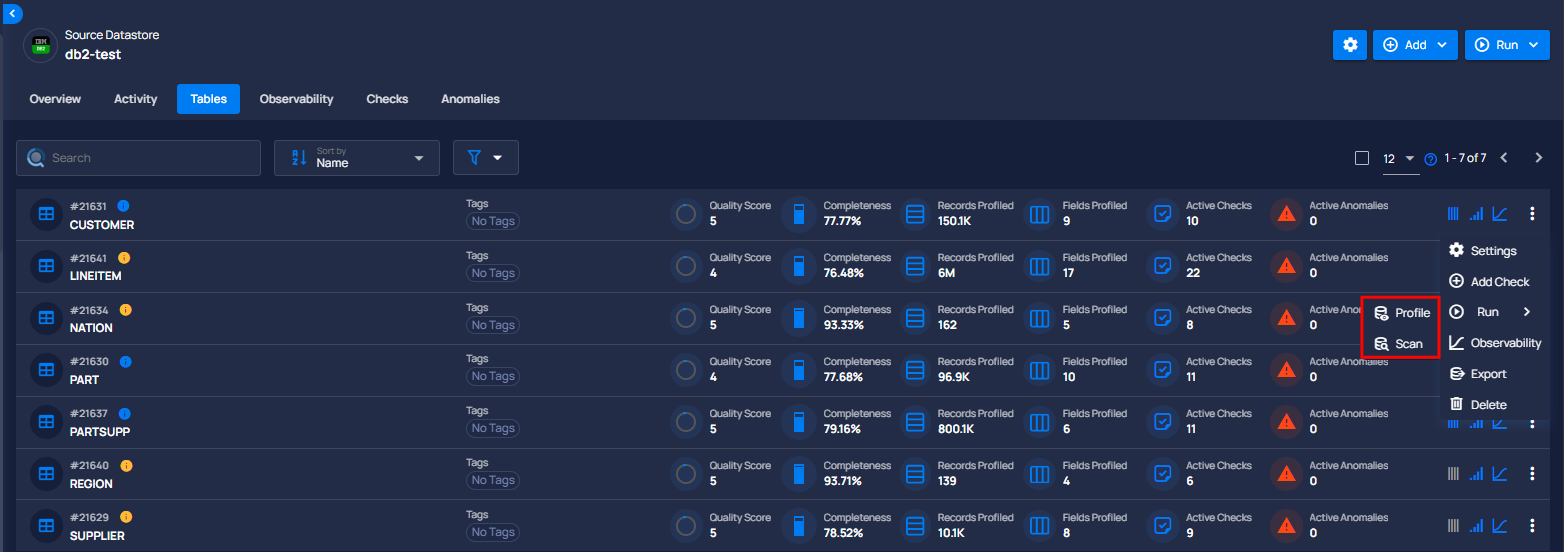 Source Datastore
IBM
DB2
db2-test
Add
Run
Overview Activity Tables Observability Checks Anomalies
Search
A
Z
Sort by
Name
12
? 1 - 7 of 7
#21631
CUSTOMER
Tags
No Tags
Quality Score
5
Completeness
77.77%
Records Profiled
150.1K
Fields Profiled
9
Active Checks
10
Active Anomalies
0
#21641
LINEITEM
Tags
No Tags
Quality Score
4
Completeness
76.48%
Records Profiled
6M
Fields Profiled
17
Active Checks
22
Active Anomalies
0
#21634
NATION
Tags
No Tags
Quality Score
5
Completeness
93.33%
Records Profiled
162
Fields Profiled
5
Active Checks
8
Active Anoma
0
#21630
PART
Tags
No Tags
Quality Score
4
Completeness
77.68%
Records Profiled
96.9K
Fields Profiled
10
Active Checks
11
Active Anomalies
0
#21637
PARTSUPP
Tags
No Tags
Quality Score
5
Completeness
79.16%
Records Profiled
800.1K
Fields Profiled
6
Active Checks
11
Active Anomalies
0
#21640
REGION
Tags
No Tags
Quality Score
5
Completeness
93.71%
Records Profiled
139
Fields Profiled
4
Active Checks
6
Active Anomalies
0
#21629
SUPPLIER
Tags
No Tags
Quality Score
5
Completeness
78.52%
Records Profiled
10.1K
Fields Profiled
8
Active Checks
9
Active Anomalies
0
Settings
Add Check
Run
Observability
Export
Delete
Profile
Scan